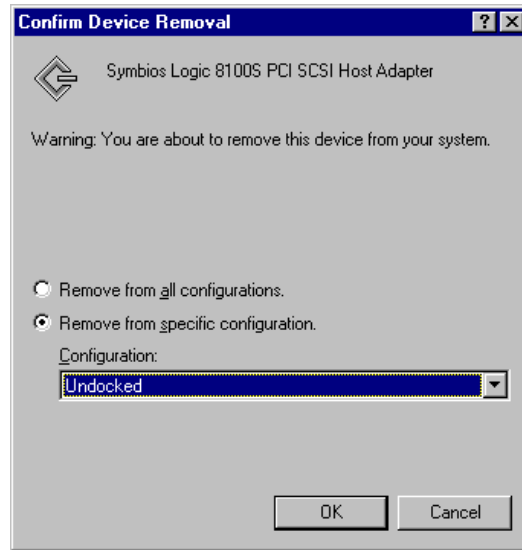 Confirm Device Removal
Symbios Logic 8100S PCI SCSI Host Adapter
Warning: You are about to remove this device from your system.
Remove from all configurations.
Remove from specific configuration.
Configuration:
Undocked
OK Cancel